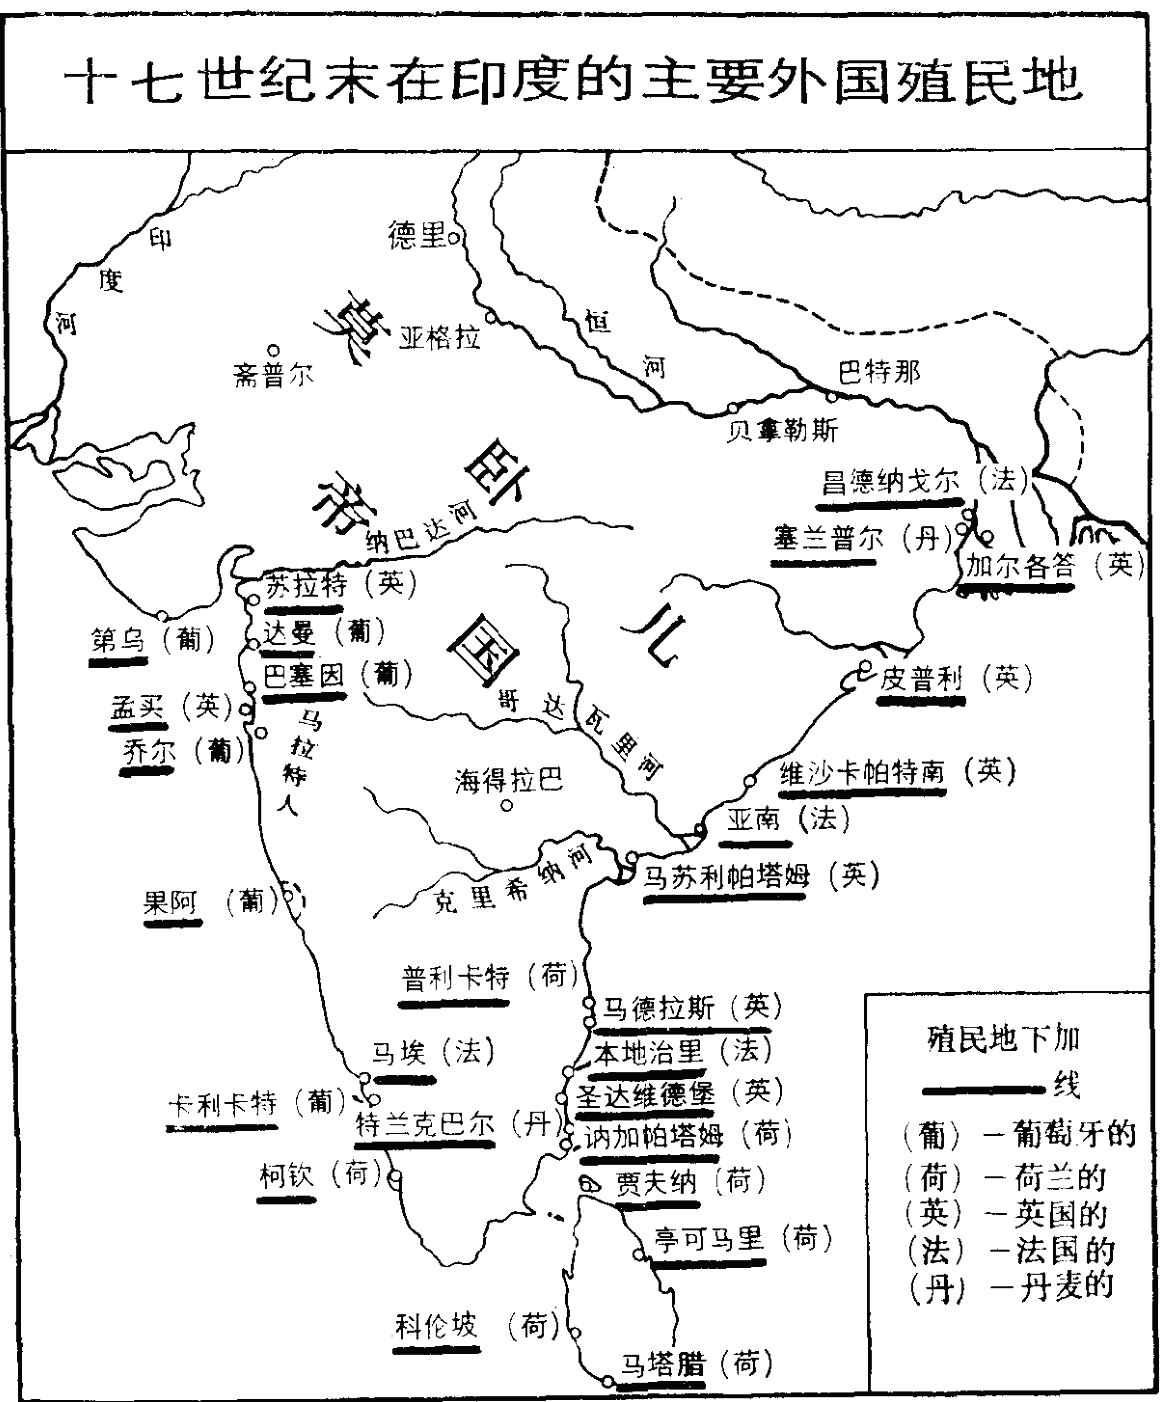 十七世纪末在印度的主要外国殖民地
印度河
德里
恒河
莫卧儿帝国
亚格拉
斋普尔
巴特那
贝拿勒斯
昌德纳戈尔（法）
纳巴达河
塞兰普尔（丹）
加尔各答（英）
苏拉特（英）
第乌（葡）
达曼（葡）
巴塞因（葡）
皮普利（英）
孟买（英）
哥达瓦里河
乔尔（葡）
马拉特人
海得拉巴
维沙卡帕特南（英）
亚南（法）
马苏利帕塔姆（英）
克里希纳河
果阿（葡）
普利卡特（荷）
马德拉斯（英）
马埃（法）
本地治里（法）
卡利卡特（葡）
圣达维德堡（英）
特兰克巴尔（丹）
讷加帕塔姆（荷）
柯钦（荷）
贾夫纳（荷）
亭可马里（荷）
科伦坡（荷）
马塔腊（荷）
殖民地下加
线
（葡）－葡萄牙的
（荷）－荷兰的
（英）－英国的
（法）－法国的
（丹）－丹麦的